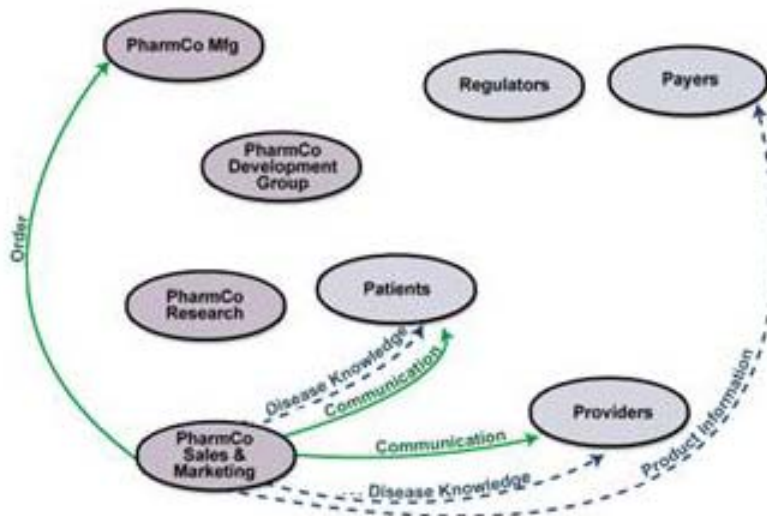 PharmCo Mfg
Regulators
Payers
PharmCo
Development
Group
Order
PharmCo
Research
Patients
Disease Knowledge
Communication
Providers
Product Information
PharmCo
Sales &
Marketing
Communication
... Disease Knowledge